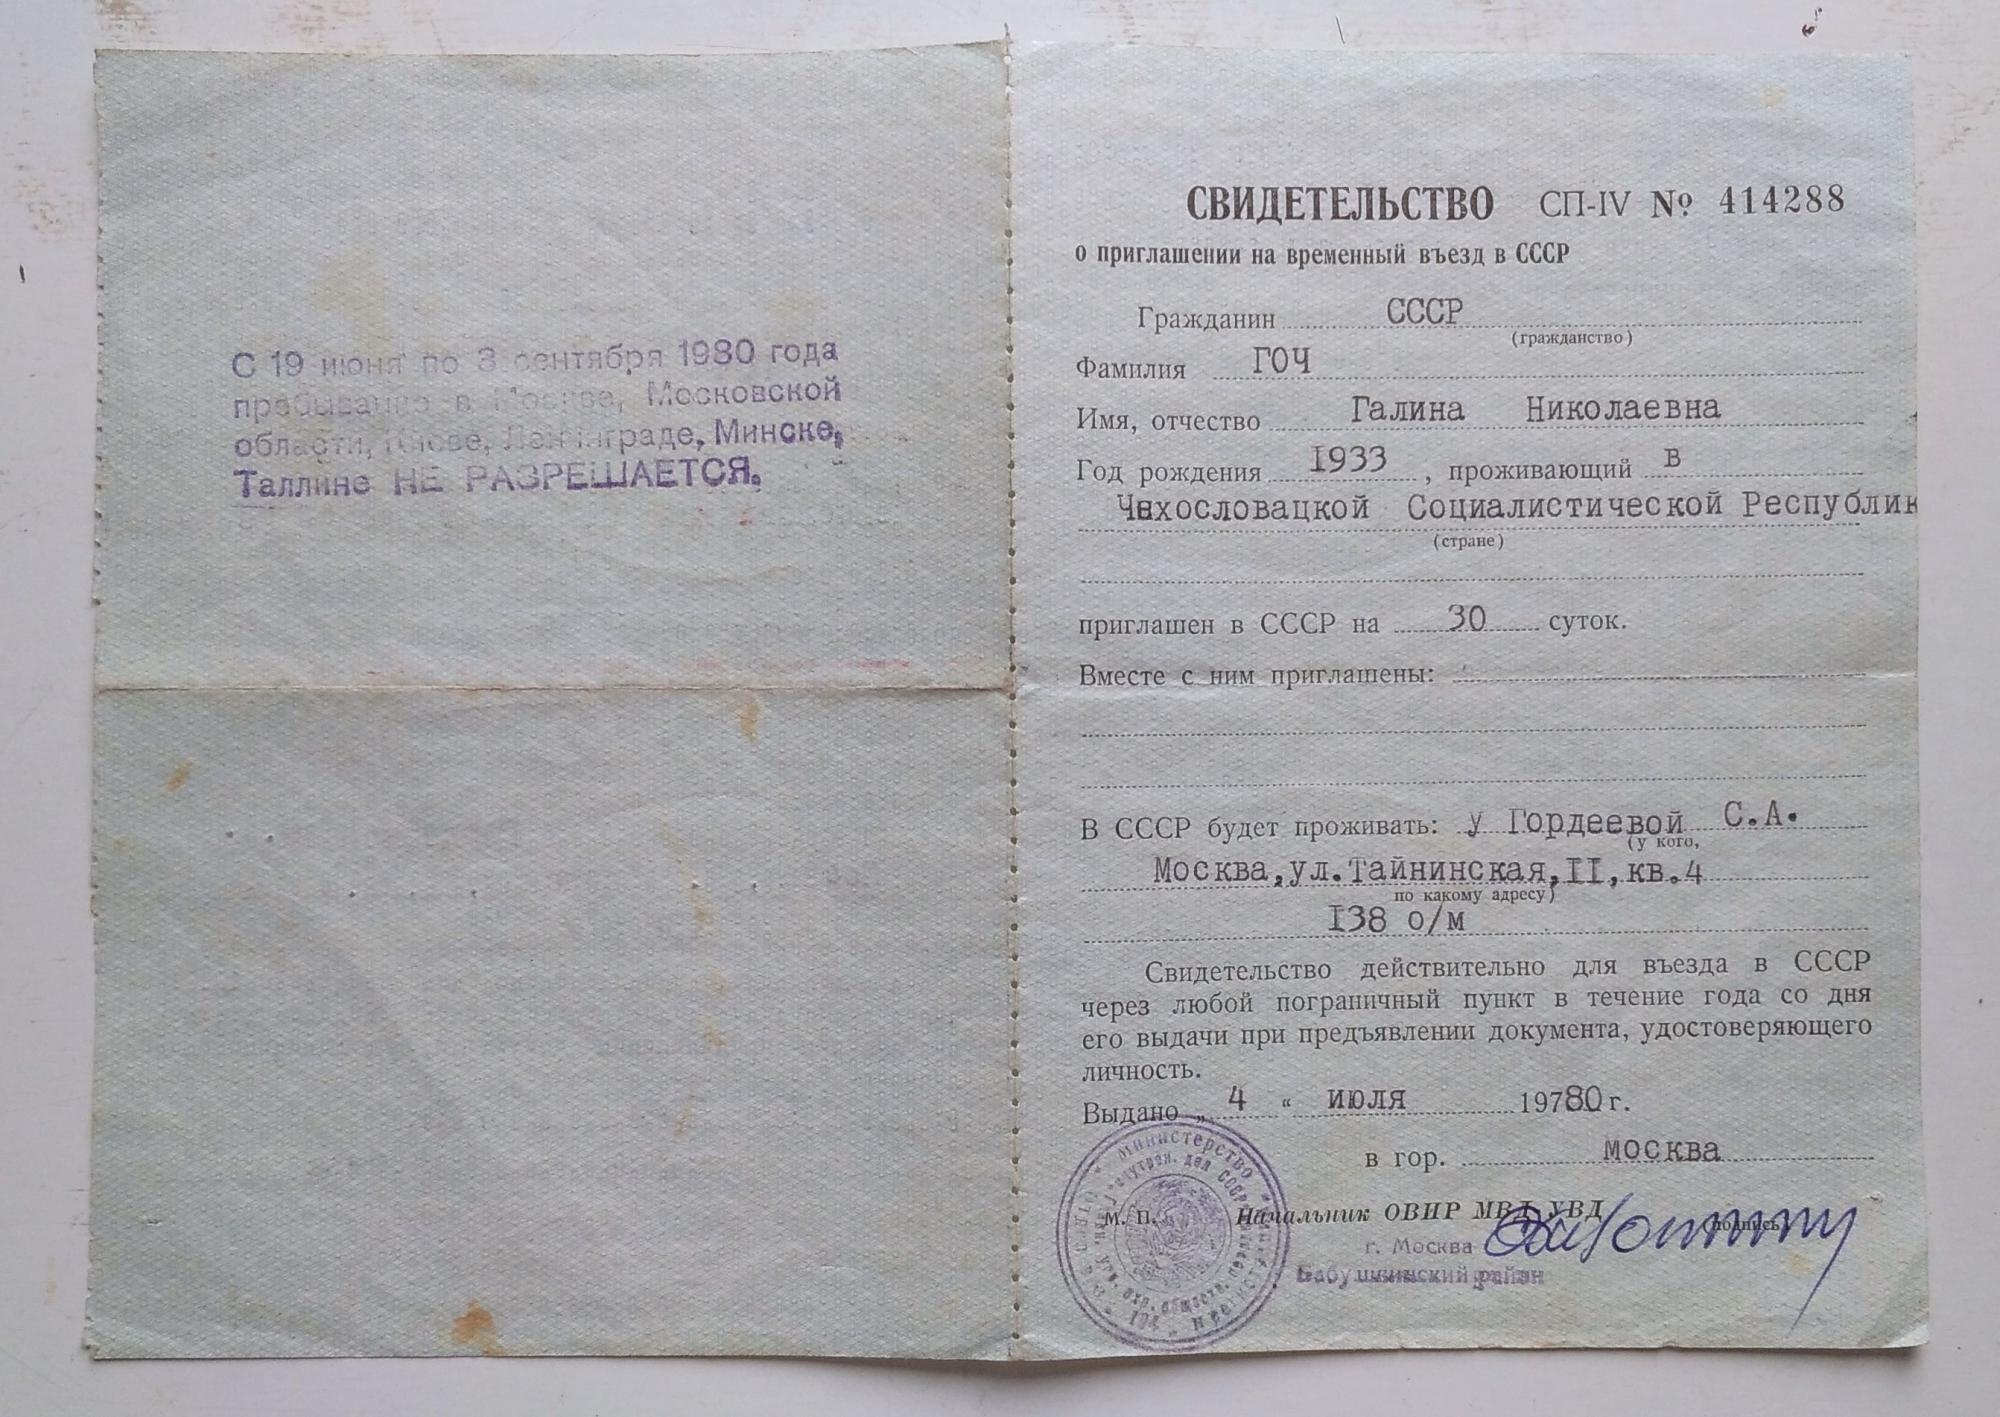 С 19 июня по 3 сентября 1980 года
пребывание в Москве, Московской
области, Киеве, Ленинграде, Минске,
Таллине НЕ РАЗРЕШАЕТСЯ.
СВИДЕТЕЛЬСТВО СП-IV № 414288
о приглашении на временный въезд в СССР
Гражданин СССР
(гражданство)
Фамилия ГОЧ
Имя, отчество Галина Николаевна
Год рождения 1933, проживающий в
Чехословацкой Социалистической Республик
(стране)
приглашен в СССР на 30 суток.
Вместе с ним приглашены:
В СССР будет проживать: у Гордеевой С.А.
(у кого,
Москва,ул.Тайнинская,II,кв.4
по какому адресу)
I38 о/м
Свидетельство действительно для въезда в СССР
через любой пограничный пункт в течение года со дня
его выдачи при предъявлении документа, удостоверяющего
личность.
Выдано „ 4 “ июля 19780 г.
в гор. москва
М. П. Начальник ОВИР МВД УВД
(подпись)
г. Москва
Бабушкинский район
Министерство
внутрен. дел СССР